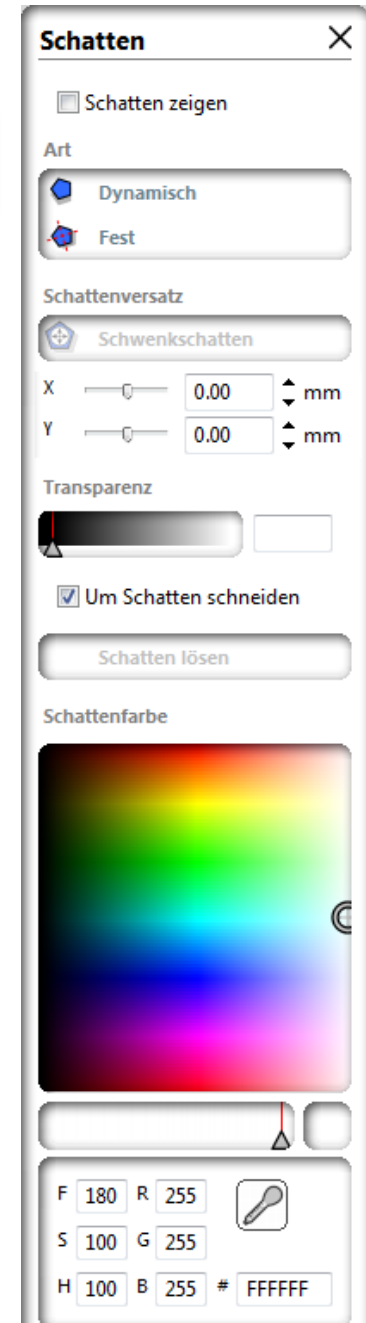 Schatten
Schatten zeigen
Art
Dynamisch
Fest
Schattenversatz
Schwenkschatten
X 0.00 mm
Y 0.00 mm
Transparenz
Um Schatten schneiden
Schatten lösen
Schattenfarbe
F 180 R 255
S 100 G 255
H 100 B 255 # FFFFFF